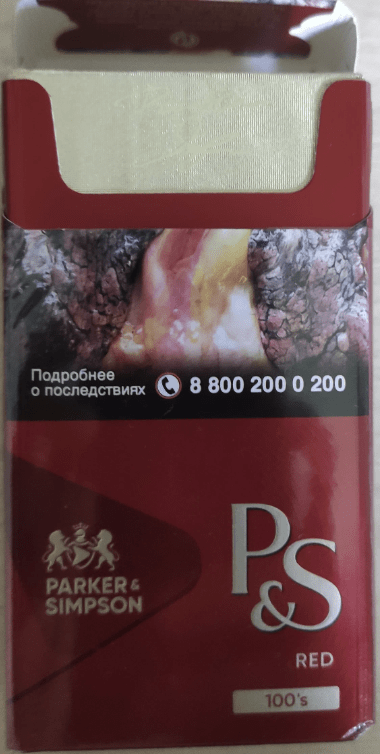 Подробнее
о последствиях
8 800 200 0 200
PARKER &
SIMPSON
P&S
RED
100's